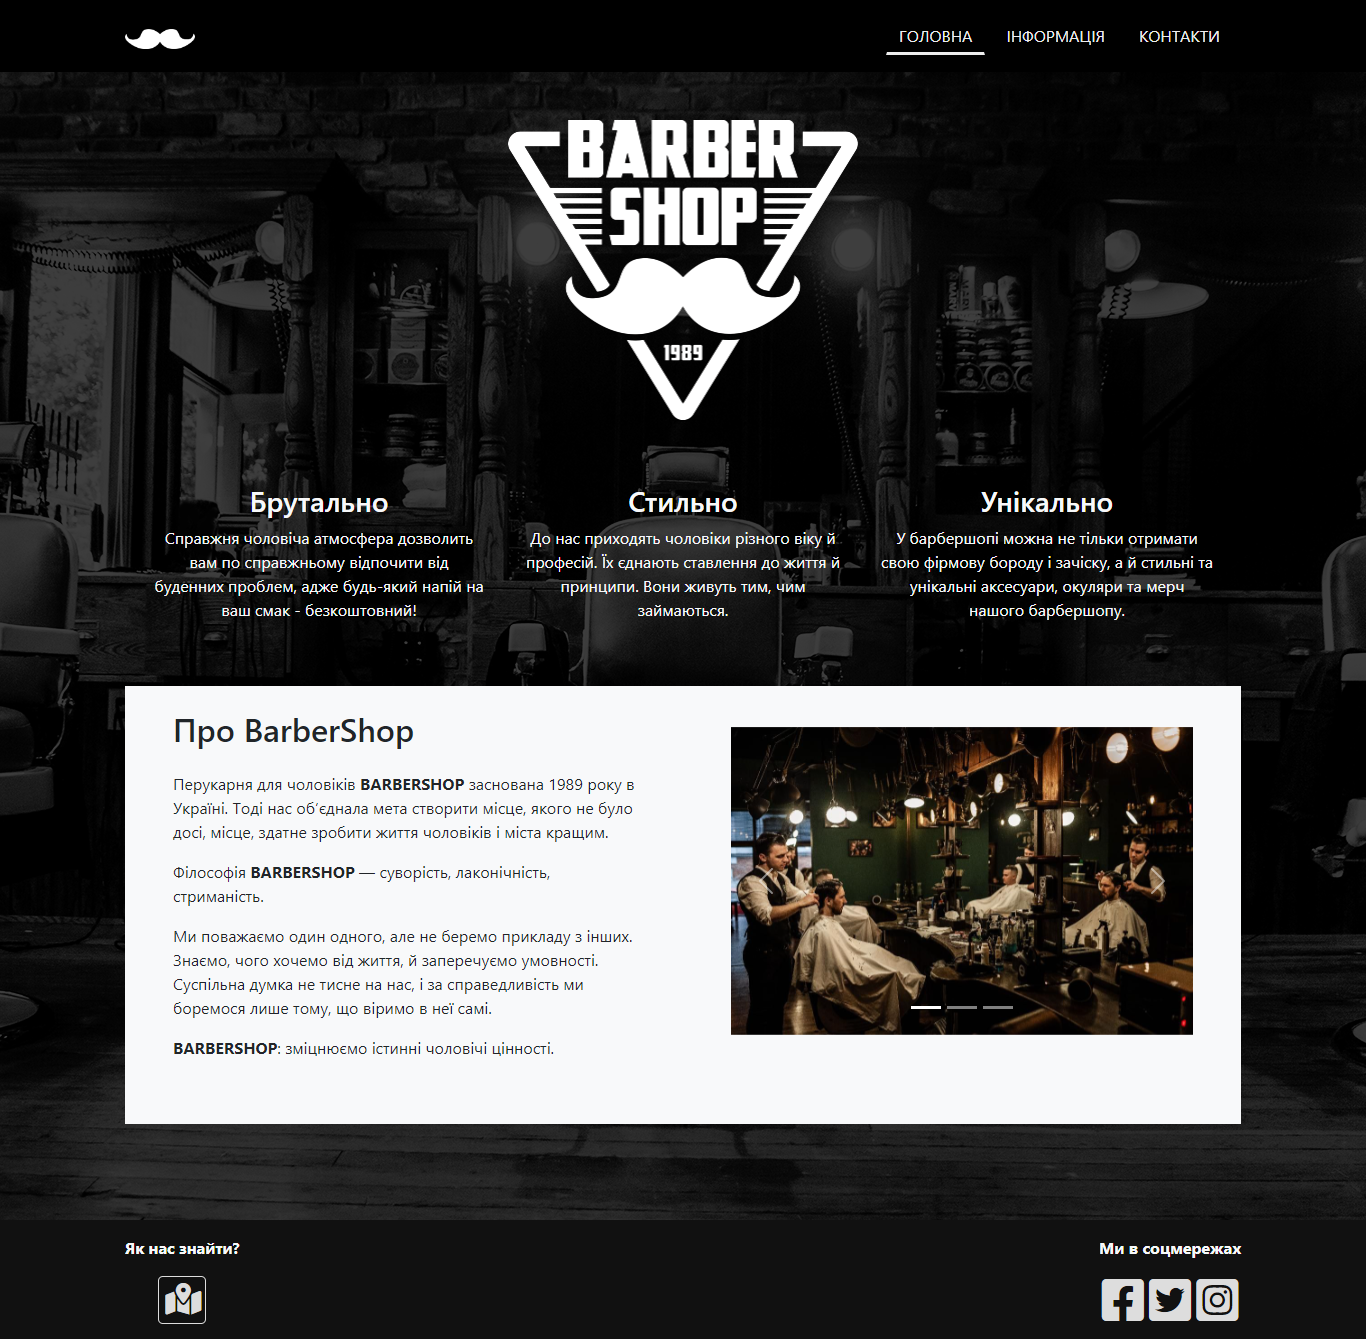 ГОЛОВНА ІНФОРМАЦІЯ КОНТАКТИ
BARBER
SHOP
1989
Брутально
Справжня чоловіча атмосфера дозволить
вам по справжньому відпочити від
буденних проблем, адже будь-який напій на
ваш смак - безкоштовний!
Стильно
До нас приходять чоловіки різного віку й
професій. Їх єднають ставлення до життя й
принципи. Вони живуть тим, чим
займаються.
Унікально
У барбершопі можна не тільки отримати
свою фірмову бороду і зачіску, а й стильні та
унікальні аксесуари, окуляри та мерч
нашого барбершопу.
Про BarberShop
Перукарня для чоловіків BARBERSHOP заснована 1989 року в
Україні. Тоді нас об‘єднала мета створити місце, якого не було
досі, місце, здатне зробити життя чоловіків і міста кращим.
Філософія BARBERSHOP — суворість, лаконічність,
стриманість.
Ми поважаємо один одного, але не беремо прикладу з інших.
Знаємо, чого хочемо від життя, й заперечуємо умовності.
Суспільна думка не тисне на нас, і за справедливість ми
боремося лише тому, що віримо в неї самі.
BARBERSHOP: зміцнюємо істинні чоловічі цінності.
Як нас знайти?
Ми в соцмережах